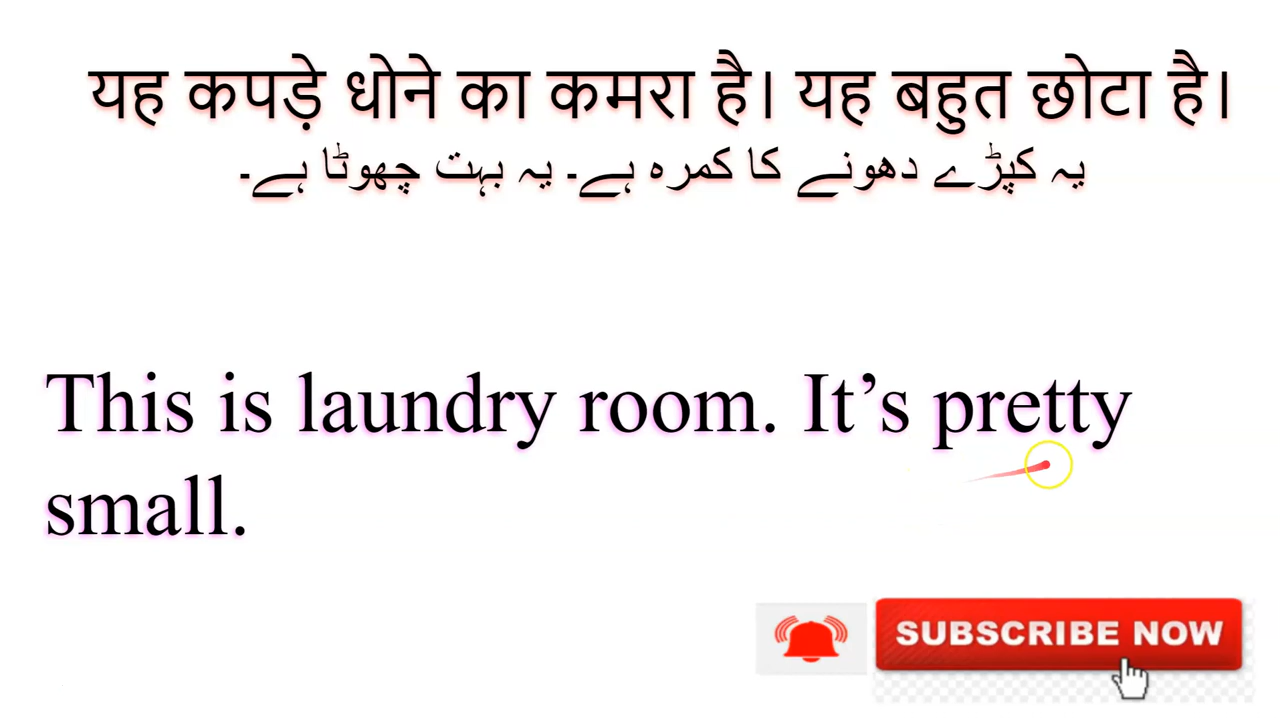 यह कपड़े धोने का कमरा है। यह बहुत छोटा है।
یہ کپڑے دھونے کا کمرہ ہے۔ یہ بہت چھوٹا ہے۔
This is laundry room. It’s pretty
small.
SUBSCRIBE NOW